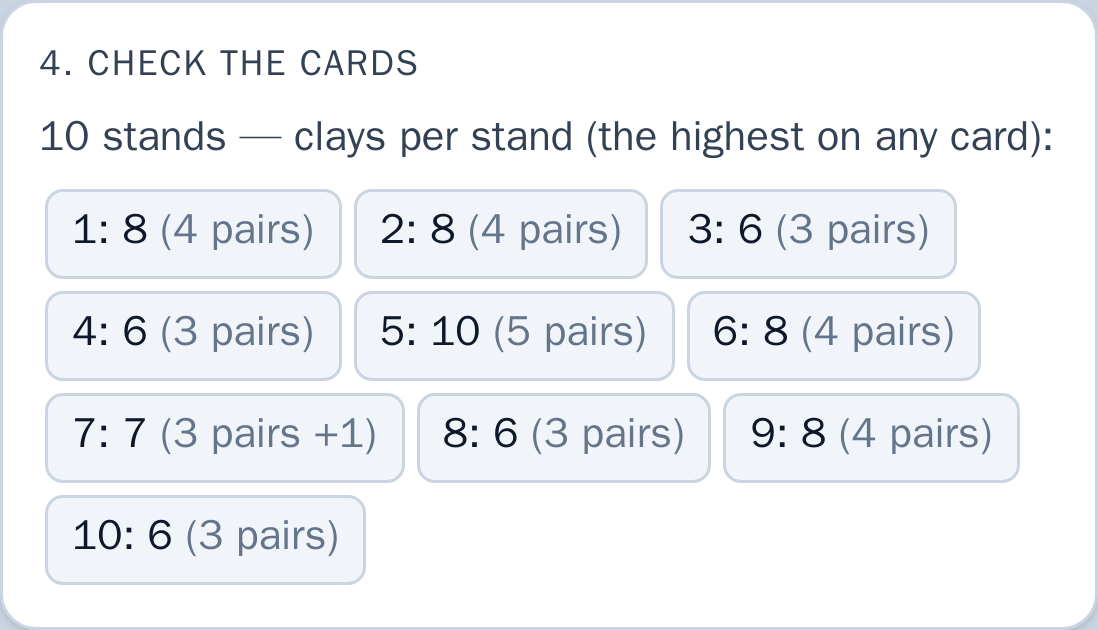 4. CHECK THE CARDS
10 stands — clays per stand (the highest on any card):
1: 8 (4 pairs) 2: 8 (4 pairs) 3: 6 (3 pairs)
4: 6 (3 pairs) 5: 10 (5 pairs) 6: 8 (4 pairs)
7: 7 (3 pairs +1) 8: 6 (3 pairs) 9: 8 (4 pairs)
10: 6 (3 pairs)